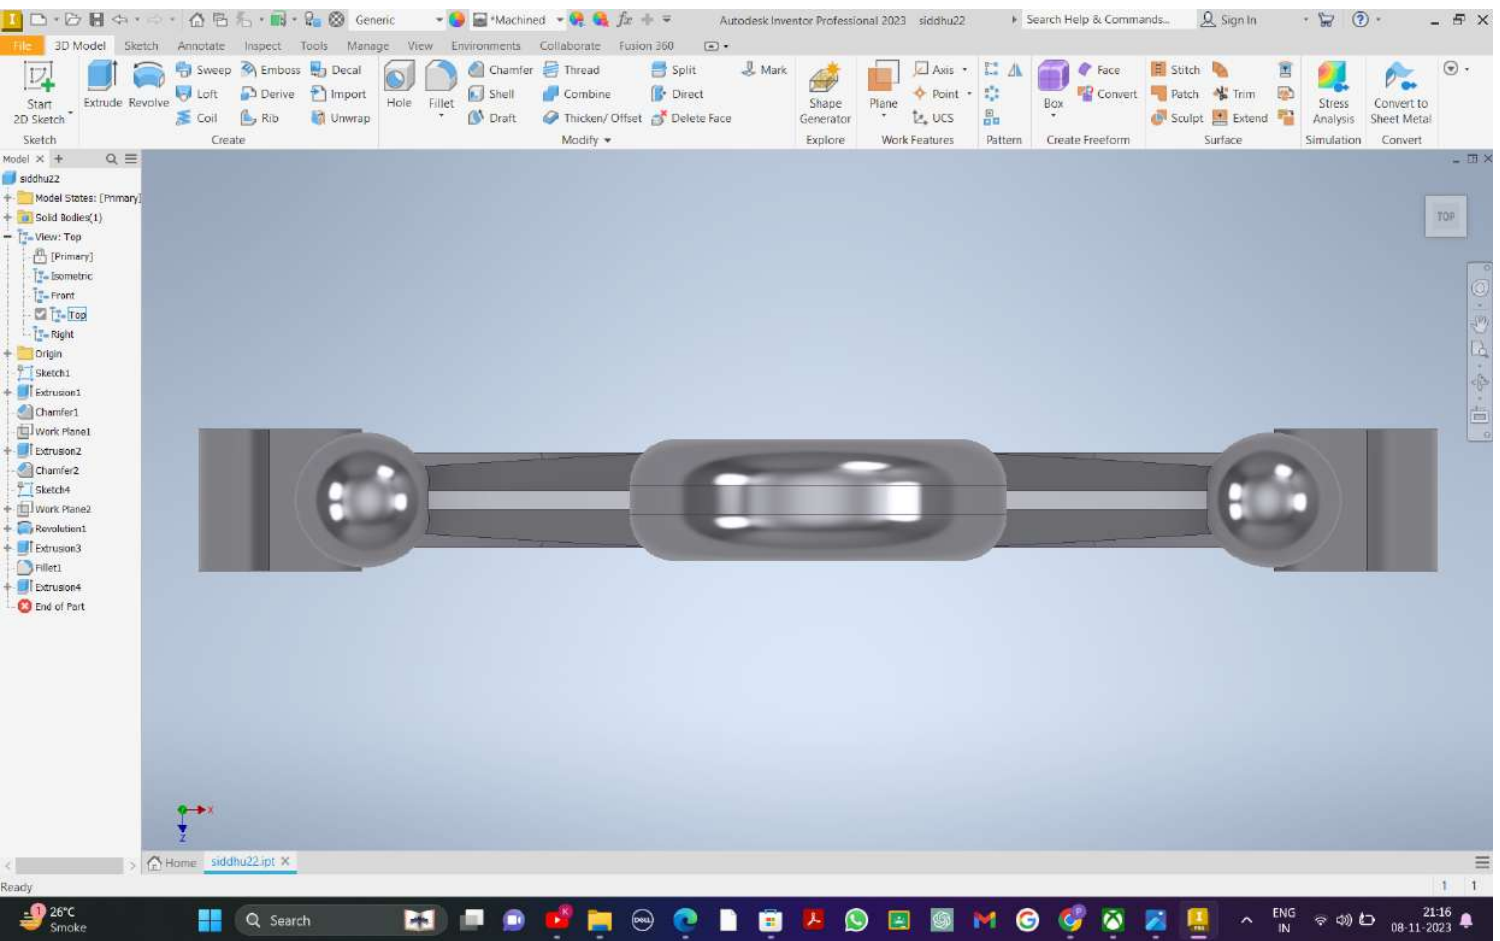 Generic
*Machined
fx
Autodesk Inventor Professional 2023 siddhu22
Search Help & Commands...
Sign In
File 3D Model Sketch Annotate Inspect Tools Manage View Environments Collaborate Fusion 360
Start
2D Sketch
Sketch
Extrude
Revolve
Sweep
Emboss
Decal
Loft
Derive
Import
Coil
Rib
Unwrap
Create
Hole
Fillet
Chamfer
Thread
Split
Shell
Combine
Direct
Draft
Thicken/ Offset
Delete Face
Mark
Modify
Shape
Generator
Explore
Plane
Axis
Point
UCS
Work Features
Pattern
Box
Face
Convert
Create Freeform
Stitch
Patch
Trim
Sculpt
Extend
Surface
Stress
Analysis
Simulation
Convert to
Sheet Metal
Convert
Model
siddhu22
Model States: [Primary]
Solid Bodies(1)
View: Top
[Primary]
Isometric
Front
Top
Right
Origin
Sketch1
Extrusion1
Chamfer1
Work Plane1
Extrusion2
Chamfer2
Sketch4
Work Plane2
Revolution1
Extrusion3
Fillet1
Extrusion4
End of Part
TOP
X
Z
Home
siddhu22.ipt
Ready
1 1
1
26°C
Smoke
Search
DELL
ENG
IN
21:16
08-11-2023